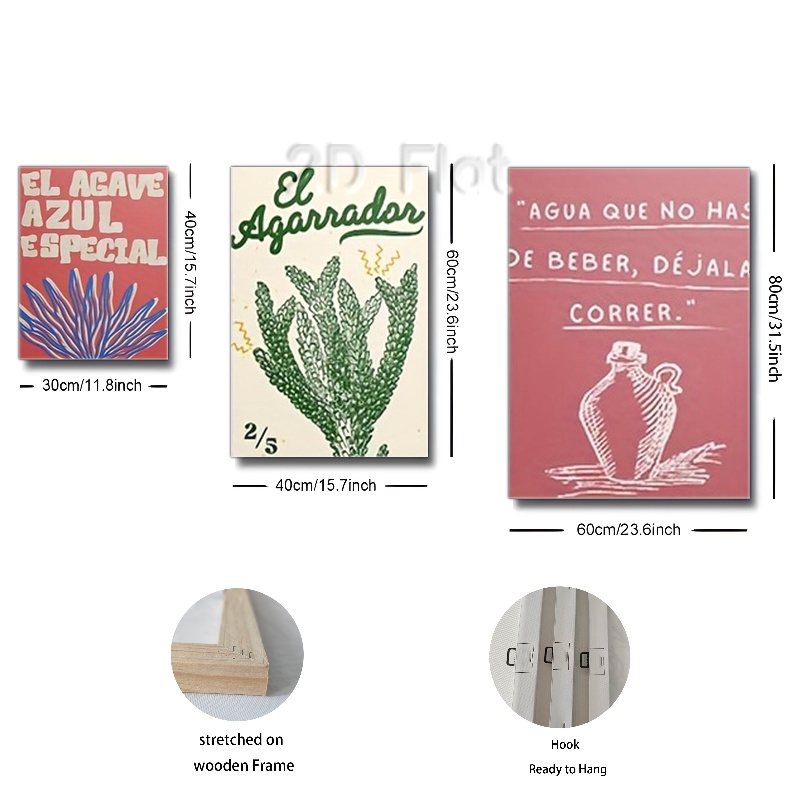 2D Flat
EL AGAVE
AZUL
ESPECIAL
40cm/15.7inch
30cm/11.8inch
El
Agarrador
2/5
60cm/23.6inch
40cm/15.7inch
"AGUA QUE NO HAS
DE BEBER, DÉJALA
CORRER."
80cm/31.5inch
60cm/23.6inch
stretched on
wooden Frame
Hook
Ready to Hang